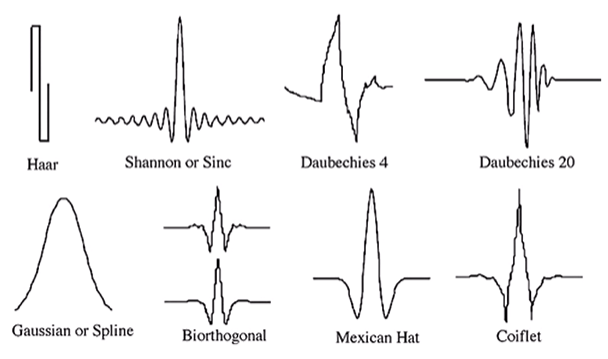 Haar
Shannon or Sinc
Daubechies 4
Daubechies 20
Gaussian or Spline
Biorthogonal
Mexican Hat
Coiflet